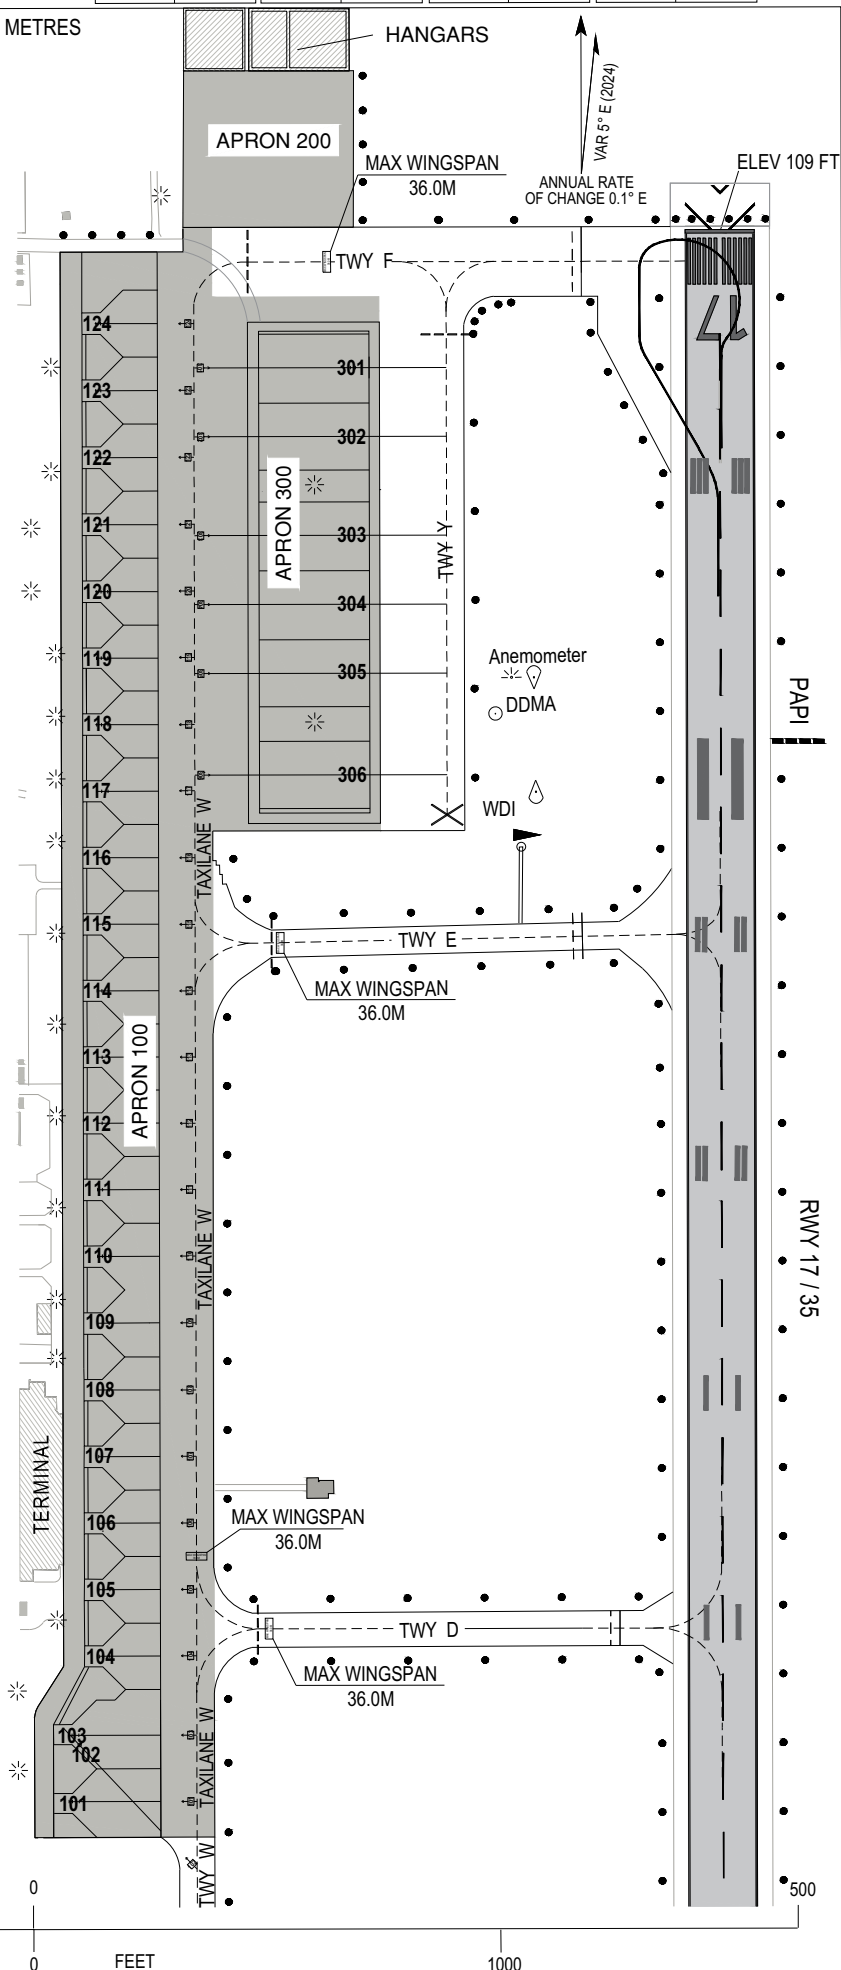 METRES
HANGARS
APRON 200
VAR 5° E (2024)
ELEV 109 FT
MAX WINGSPAN
36.0M
ANNUAL RATE
OF CHANGE 0.1° E
TWY F
17
124
301
123
302
122
APRON 300
121
303
TWY Y
120
304
119
Anemometer
305
DDMA
PAPI
118
306
117
WDI
TAXILANE W
116
115
TWY E
114
MAX WINGSPAN
36.0M
113
APRON 100
112
111
RWY 17 / 35
110
TAXILANE W
109
108
107
TERMINAL
106
MAX WINGSPAN
36.0M
105
TWY D
104
MAX WINGSPAN
36.0M
103
102
TAXILANE W
101
TWY W
0
500
0
FEET
1000